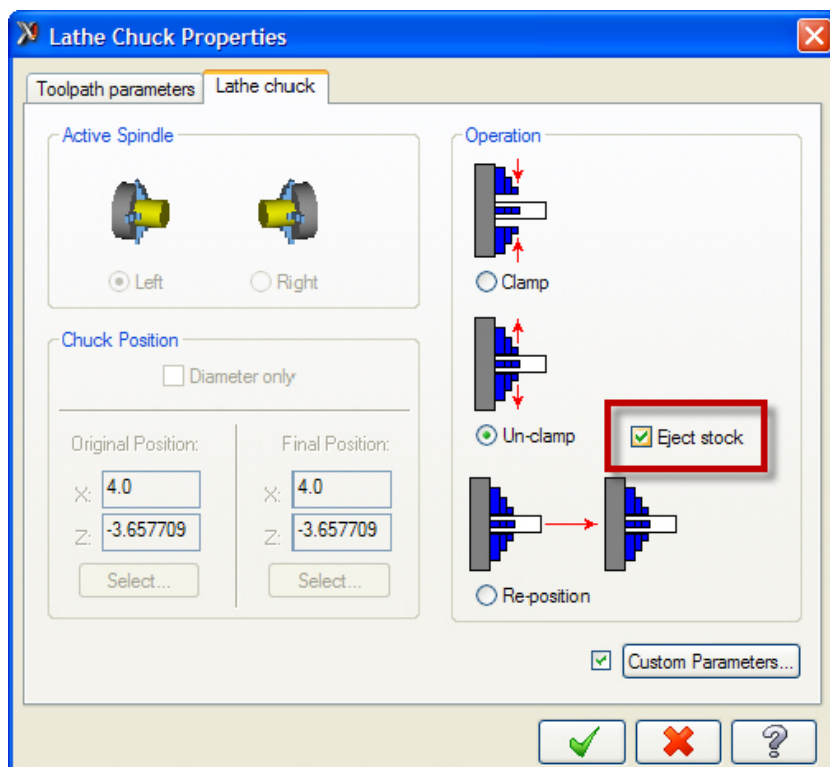 Lathe Chuck Properties
Toolpath parameters
Lathe chuck
Active Spindle
Left
Right
Chuck Position
Diameter only
Original Position:
Final Position:
X: 4.0
X: 4.0
Z: -3.657709
Z: -3.657709
Select...
Select...
Operation
Clamp
Un-clamp
Eject stock
Re-position
Custom Parameters...